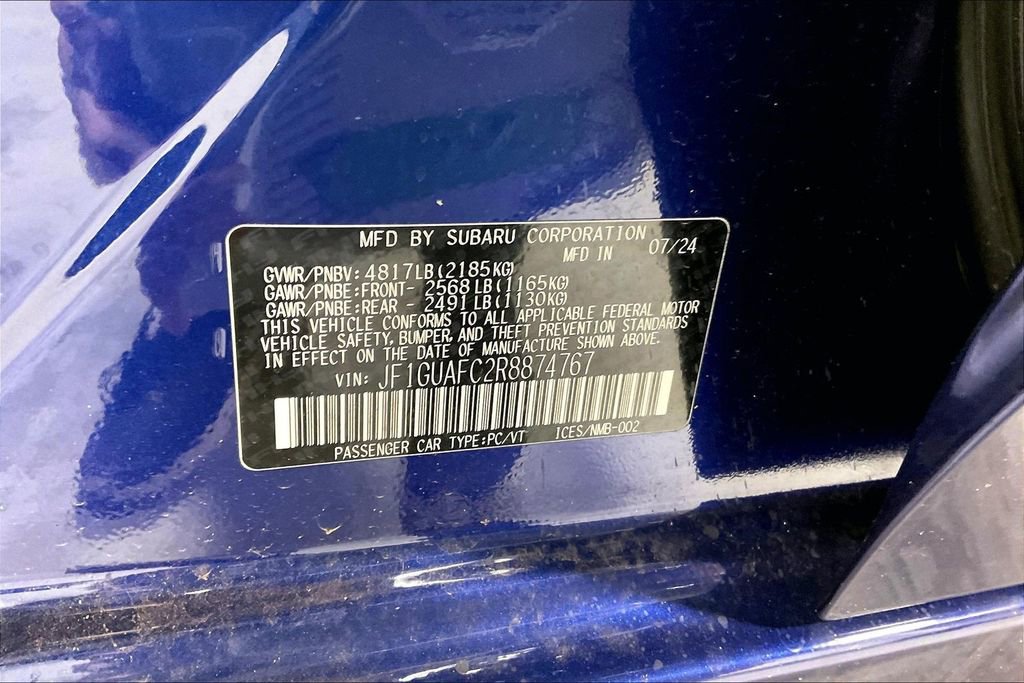 MFD BY SUBARU CORPORATION
MFD IN 07/24
GVWR/PNBV: 4817LB(2185KG)
GAWR/PNBE:FRONT- 2568LB(1165KG)
GAWR/PNBE:REAR - 2491LB(1130KG)
THIS VEHICLE CONFORMS TO ALL APPLICABLE FEDERAL MOTOR
VEHICLE SAFETY, BUMPER, AND THEFT PREVENTION STANDARDS
IN EFFECT ON THE DATE OF MANUFACTURE SHOWN ABOVE.
VIN: JF1GUAFC2R8874767
PASSENGER CAR TYPE:PC/VT ICES/NMB-002